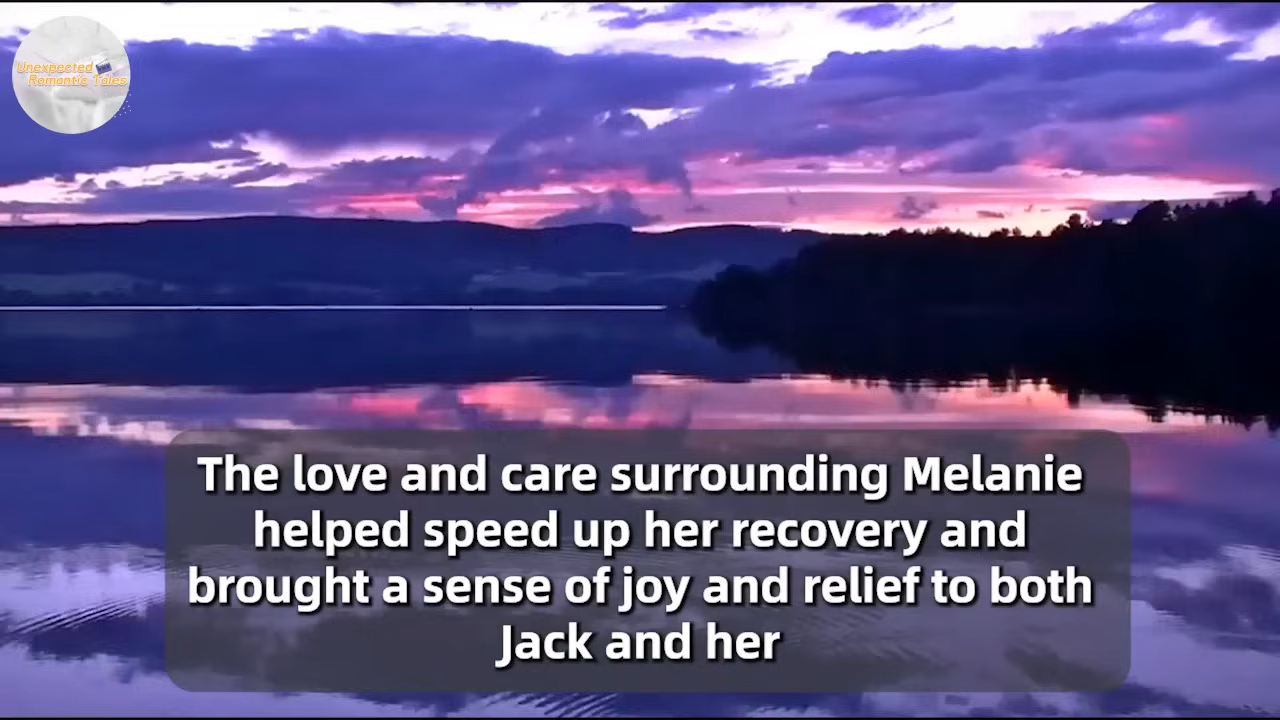 Unexpected
Romantic Tales
The love and care surrounding Melanie
helped speed up her recovery and
brought a sense of joy and relief to both
Jack and her